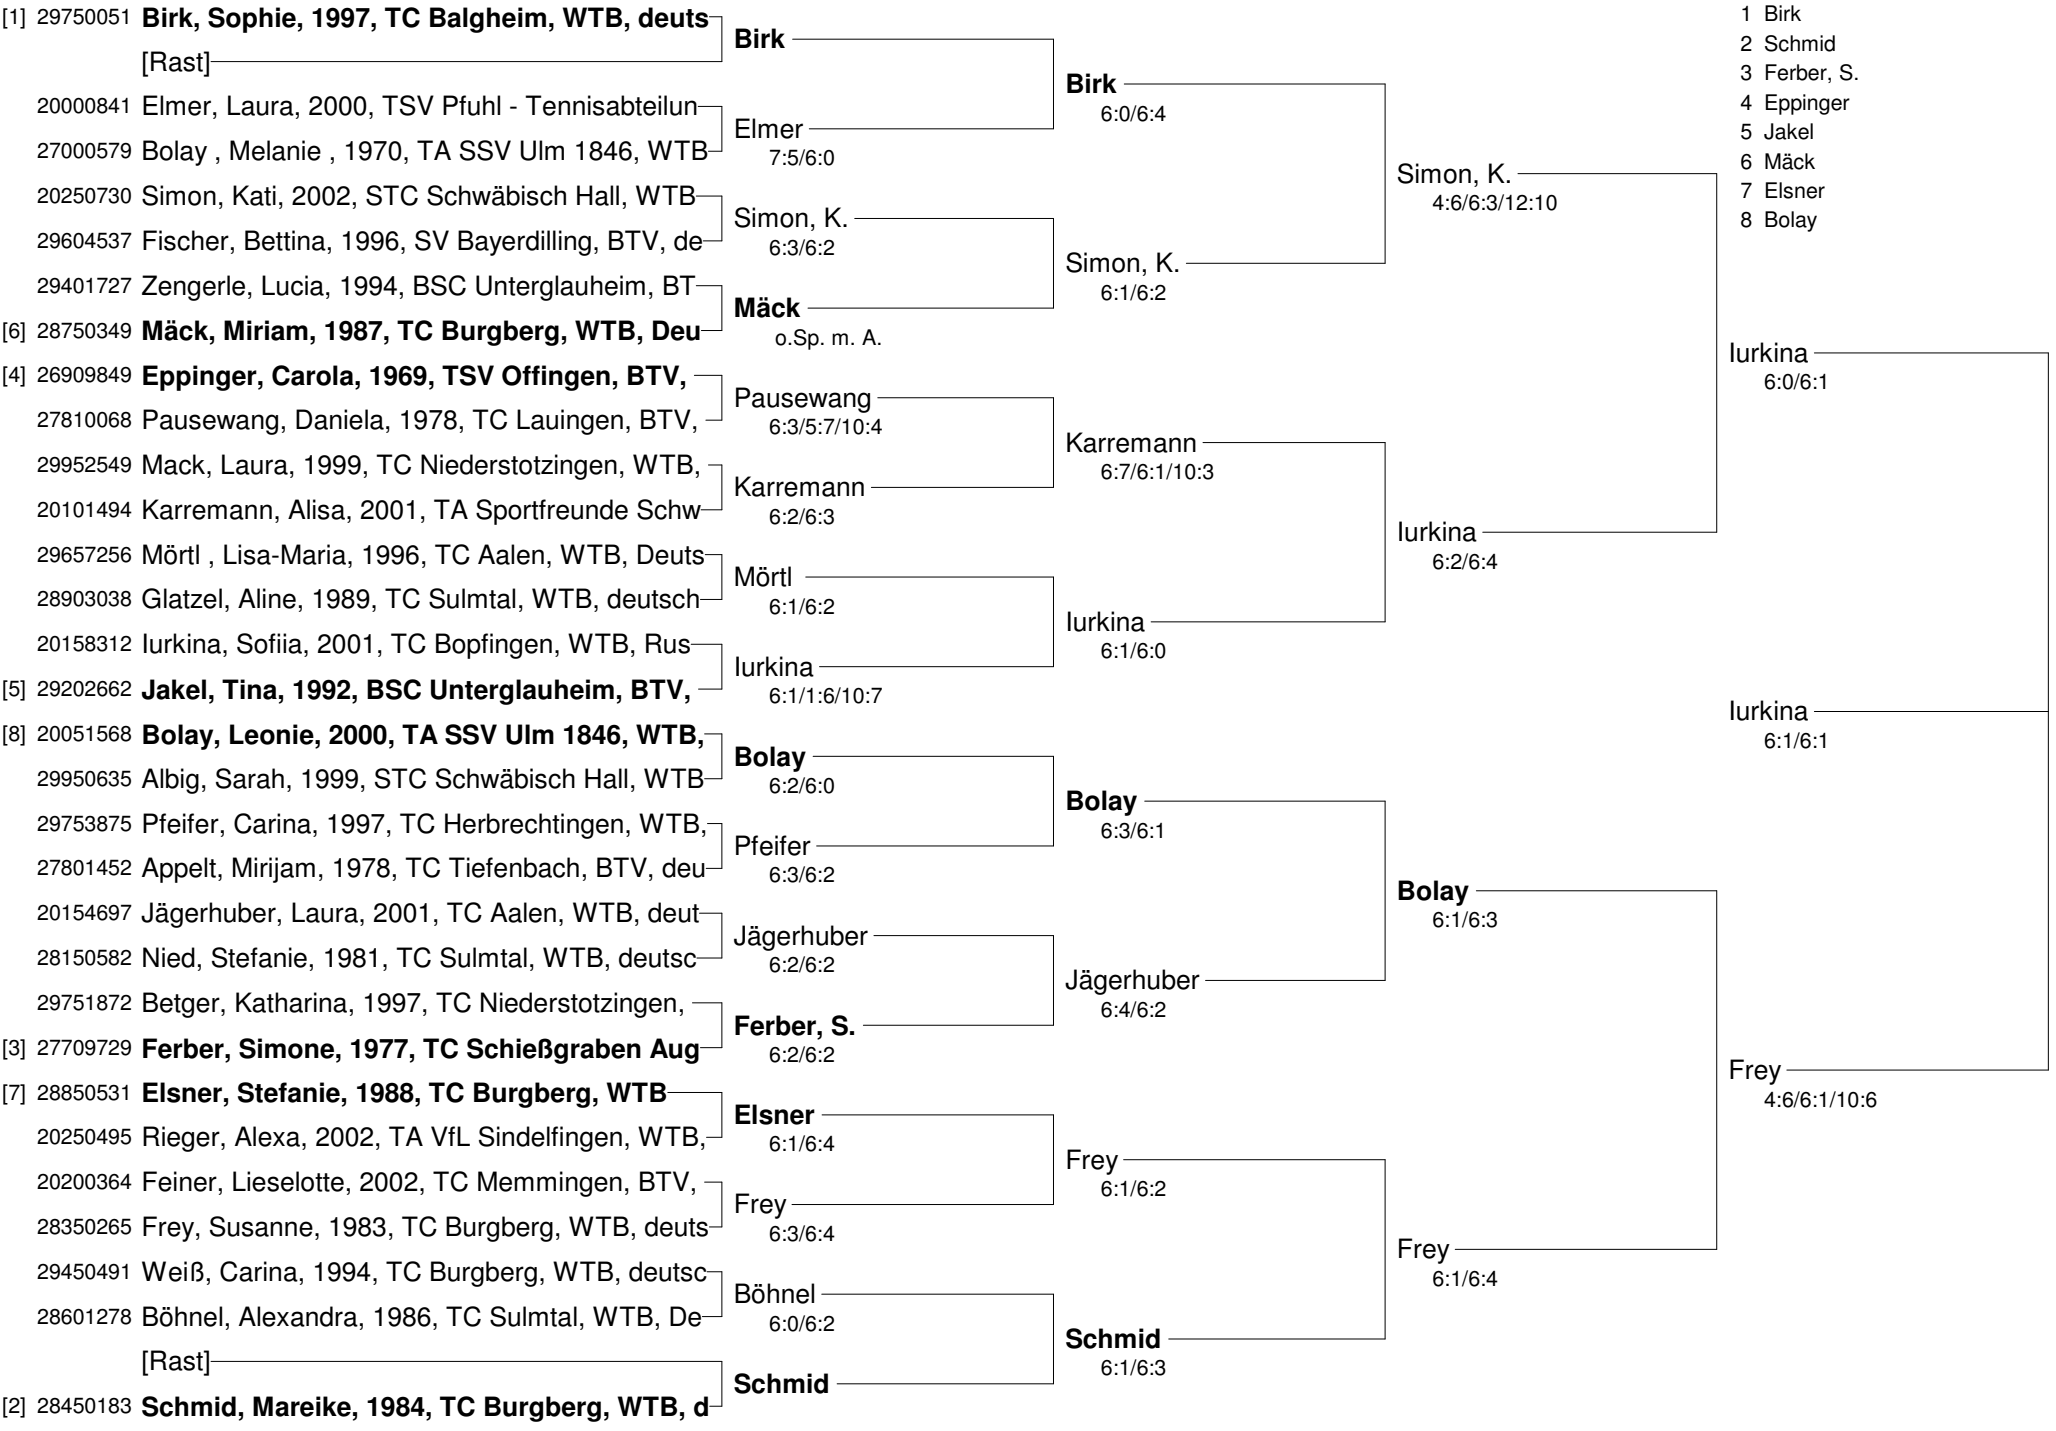 [1] 29750051 Birk, Sophie, 1997, TC Balgheim, WTB, deuts
[Rast]
20000841 Elmer, Laura, 2000, TSV Pfuhl - Tennisabteilun
27000579 Bolay , Melanie , 1970, TA SSV Ulm 1846, WTB
20250730 Simon, Kati, 2002, STC Schwäbisch Hall, WTB
29604537 Fischer, Bettina, 1996, SV Bayerdilling, BTV, de
29401727 Zengerle, Lucia, 1994, BSC Unterglauheim, BT
[6] 28750349 Mäck, Miriam, 1987, TC Burgberg, WTB, Deu
[4] 26909849 Eppinger, Carola, 1969, TSV Offingen, BTV,
27810068 Pausewang, Daniela, 1978, TC Lauingen, BTV,
29952549 Mack, Laura, 1999, TC Niederstotzingen, WTB,
20101494 Karremann, Alisa, 2001, TA Sportfreunde Schw
29657256 Mörtl , Lisa-Maria, 1996, TC Aalen, WTB, Deuts
28903038 Glatzel, Aline, 1989, TC Sulmtal, WTB, deutsch
20158312 Iurkina, Sofiia, 2001, TC Bopfingen, WTB, Rus
[5] 29202662 Jakel, Tina, 1992, BSC Unterglauheim, BTV,
[8] 20051568 Bolay, Leonie, 2000, TA SSV Ulm 1846, WTB,
29950635 Albig, Sarah, 1999, STC Schwäbisch Hall, WTB
29753875 Pfeifer, Carina, 1997, TC Herbrechtingen, WTB,
27801452 Appelt, Mirijam, 1978, TC Tiefenbach, BTV, deu
20154697 Jägerhuber, Laura, 2001, TC Aalen, WTB, deut
28150582 Nied, Stefanie, 1981, TC Sulmtal, WTB, deutsc
29751872 Betger, Katharina, 1997, TC Niederstotzingen,
[3] 27709729 Ferber, Simone, 1977, TC Schießgraben Aug
[7] 28850531 Elsner, Stefanie, 1988, TC Burgberg, WTB
20250495 Rieger, Alexa, 2002, TA VfL Sindelfingen, WTB,
20200364 Feiner, Lieselotte, 2002, TC Memmingen, BTV,
28350265 Frey, Susanne, 1983, TC Burgberg, WTB, deuts
29450491 Weiß, Carina, 1994, TC Burgberg, WTB, deutsc
28601278 Böhnel, Alexandra, 1986, TC Sulmtal, WTB, De
[Rast]
[2] 28450183 Schmid, Mareike, 1984, TC Burgberg, WTB, d
Birk
Elmer
7:5/6:0
Simon, K.
6:3/6:2
Mäck
o.Sp. m. A.
Pausewang
6:3/5:7/10:4
Karremann
6:2/6:3
Mörtl
6:1/6:2
Iurkina
6:1/1:6/10:7
Bolay
6:2/6:0
Pfeifer
6:3/6:2
Jägerhuber
6:2/6:2
Ferber, S.
6:2/6:2
Elsner
6:1/6:4
Frey
6:3/6:4
Böhnel
6:0/6:2
Schmid
Birk
6:0/6:4
Simon, K.
6:1/6:2
Karremann
6:7/6:1/10:3
Iurkina
6:1/6:0
Bolay
6:3/6:1
Jägerhuber
6:4/6:2
Frey
6:1/6:2
Schmid
6:1/6:3
Simon, K.
4:6/6:3/12:10
Iurkina
6:2/6:4
Bolay
6:1/6:3
Frey
6:1/6:4
1 Birk
2 Schmid
3 Ferber, S.
4 Eppinger
5 Jakel
6 Mäck
7 Elsner
8 Bolay
Iurkina
6:0/6:1
Iurkina
6:1/6:1
Frey
4:6/6:1/10:6